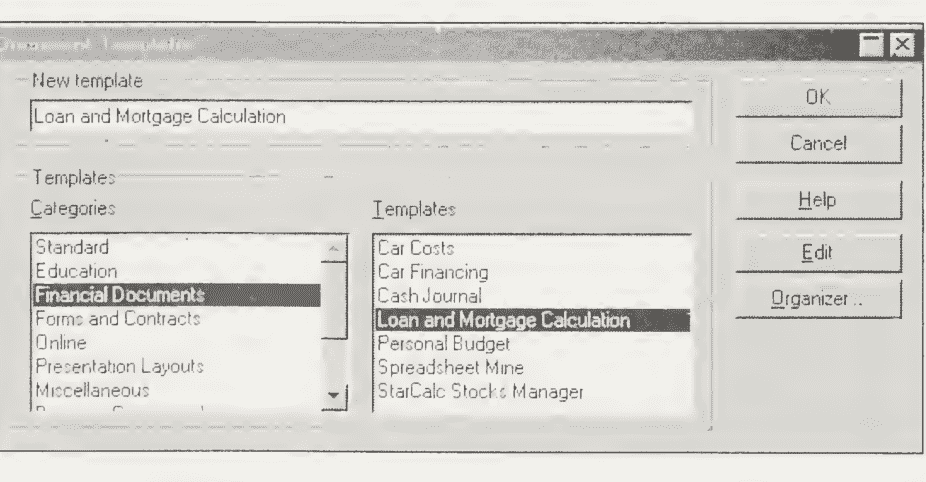 Document Templates
New template
Loan and Mortgage Calculation
OK
Cancel
Templates
Categories
Templates
Help
Standard
Education
Financial Documents
Forms and Contracts
Online
Presentation Layouts
Miscellaneous
Car Costs
Car Financing
Cash Journal
Loan and Mortgage Calculation
Personal Budget
Spreadsheet Mine
StarCalc Stocks Manager
Edit
Organizer...